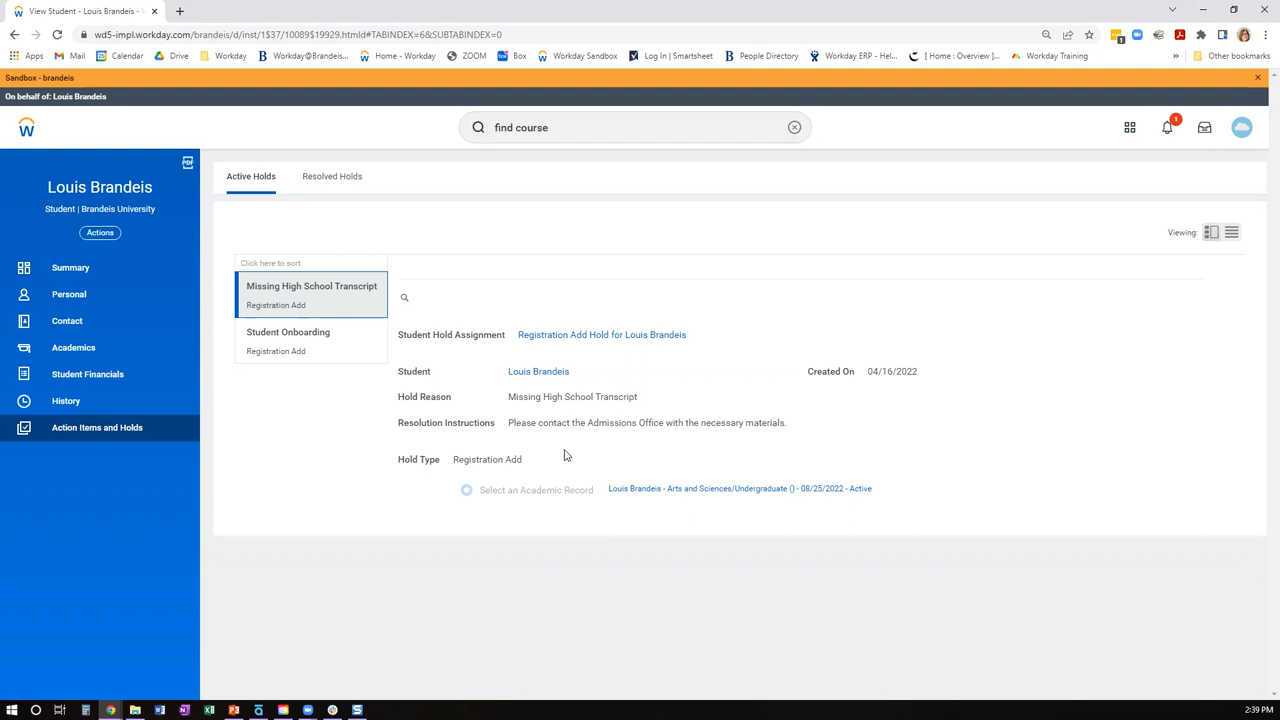 View Student - Louis Brandeis -
wd5-impl.workday.com/brandeis/d/inst/1$37/10089$19929.htmld#TABINDEX=6&SUBTABINDEX=0
Apps Mail Calendar Drive Workday Workday@Brandeis... Home - Workday ZOOM Box Workday Sandbox Log In | Smartsheet People Directory Workday ERP - Hel... [ Home : Overview ]... Workday Training » Other bookmarks
Sandbox - brandeis
On behalf of: Louis Brandeis
find course
1
PDF
Louis Brandeis
Student | Brandeis University
Actions
Summary
Personal
Contact
Academics
Student Financials
History
Action Items and Holds
Active Holds Resolved Holds
Viewing:
Click here to sort
Missing High School Transcript
Registration Add
Student Onboarding
Registration Add
Student Hold Assignment Registration Add Hold for Louis Brandeis
Student Louis Brandeis Created On 04/16/2022
Hold Reason Missing High School Transcript
Resolution Instructions Please contact the Admissions Office with the necessary materials.
Hold Type Registration Add
Select an Academic Record Louis Brandeis - Arts and Sciences/Undergraduate () - 08/25/2022 - Active
2:39 PM